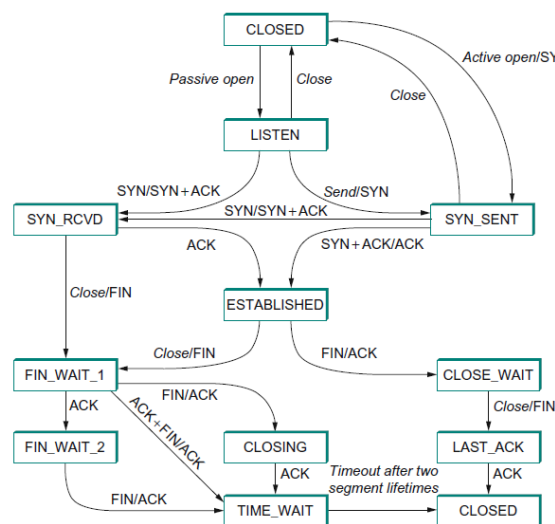 CLOSED
Active open/SY
Passive open
Close
Close
LISTEN
SYN/SYN + ACK
Send/SYN
SYN/SYN + ACK
SYN_RCVD
SYN_SENT
ACK
SYN + ACK/ACK
Close/FIN
ESTABLISHED
Close/FIN
FIN/ACK
FIN_WAIT_1
CLOSE_WAIT
FIN/ACK
ACK
ACK + FIN/ACK
Close/FIN
FIN_WAIT_2
CLOSING
LAST_ACK
ACK
Timeout after two
segment lifetimes
ACK
FIN/ACK
TIME_WAIT
CLOSED